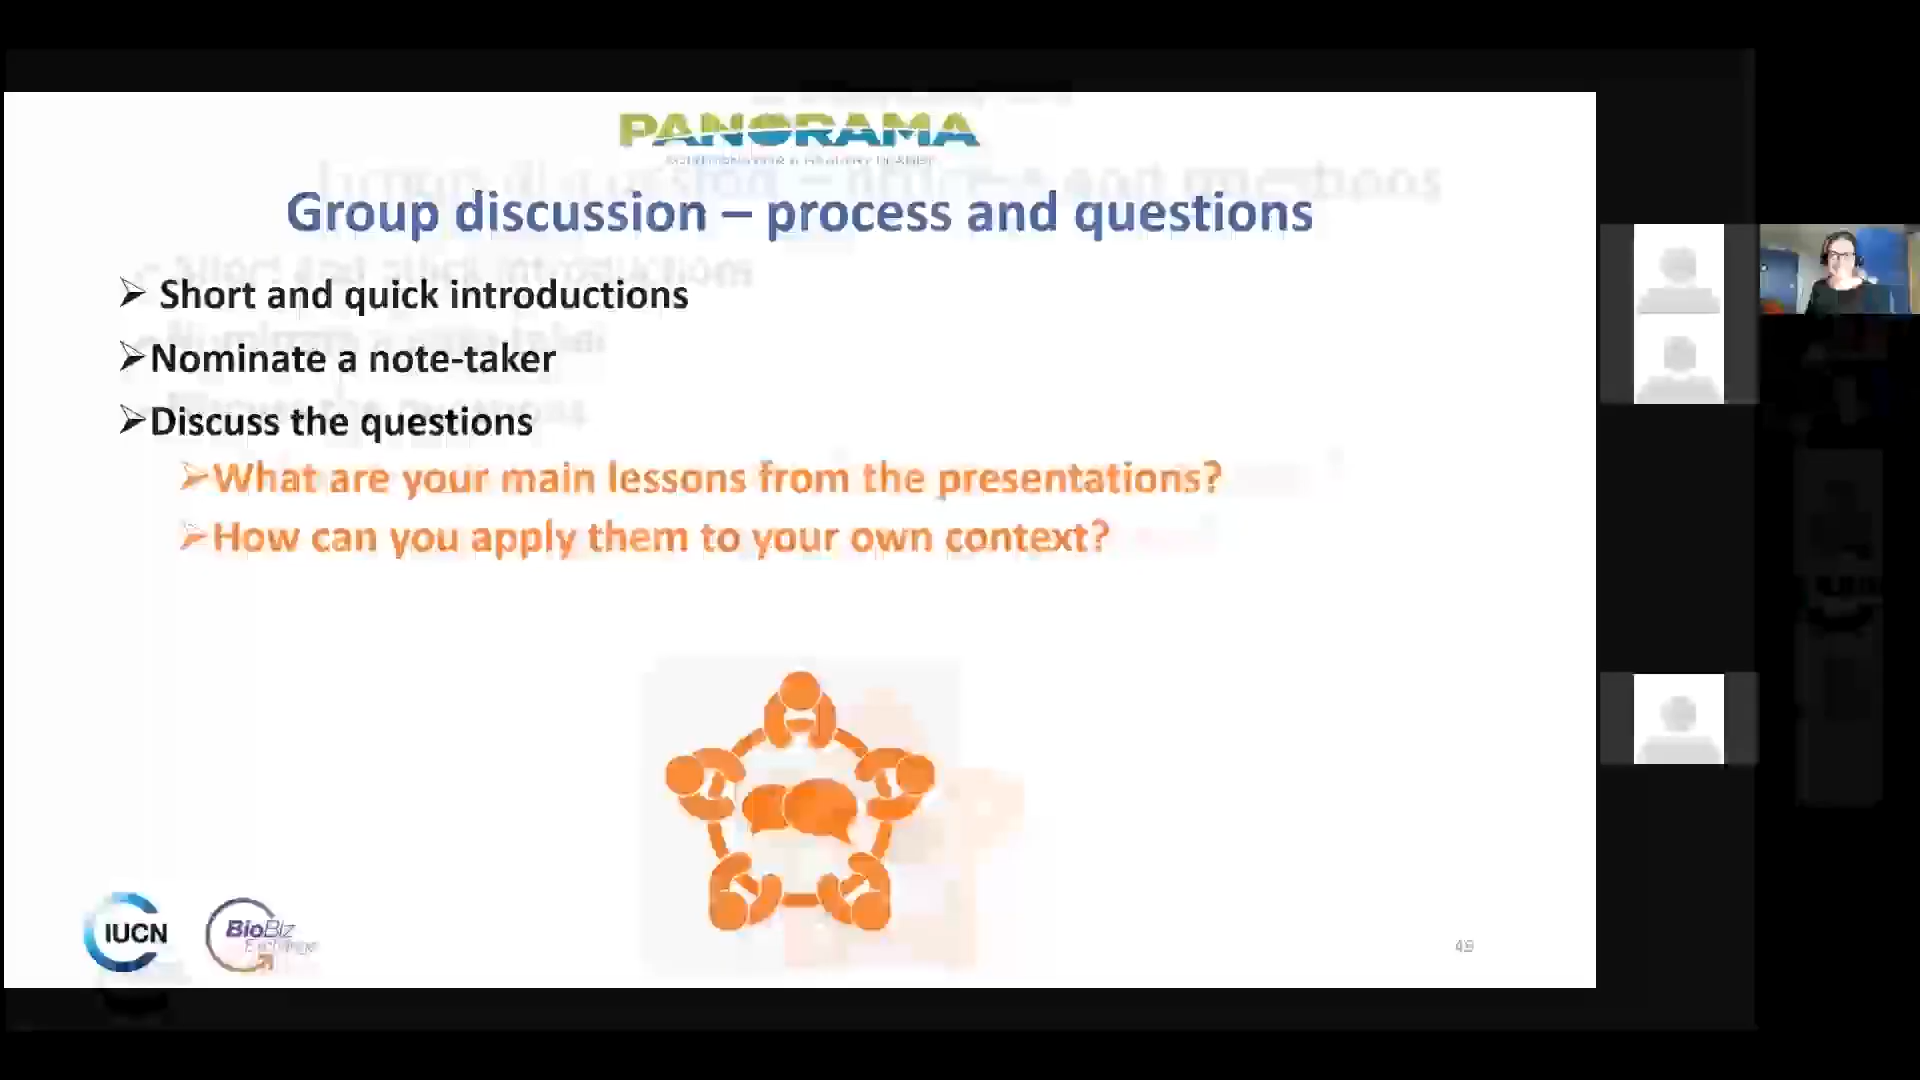 PANORAMA
Group discussion – process and questions
➢ Short and quick introductions
➢Nominate a note-taker
➢Discuss the questions
➢What are your main lessons from the presentations?
➢How can you apply them to your own context?
IUCN
BioBiz
Exchange
49